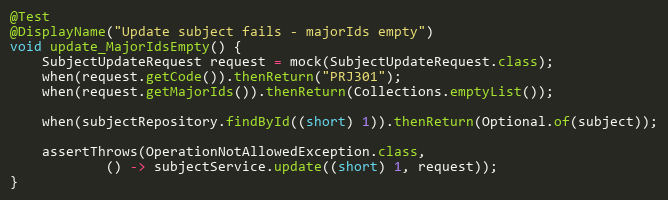 @Test
@DisplayName("Update subject fails - majorIds empty")
void update_MajorIdsEmpty() {
    SubjectUpdateRequest request = mock(SubjectUpdateRequest.class);
    when(request.getCode()).thenReturn("PRJ301");
    when(request.getMajorIds()).thenReturn(Collections.emptyList());

    when(subjectRepository.findById((short) 1)).thenReturn(Optional.of(subject));

    assertThrows(OperationNotAllowedException.class,
            () -> subjectService.update((short) 1, request));
}